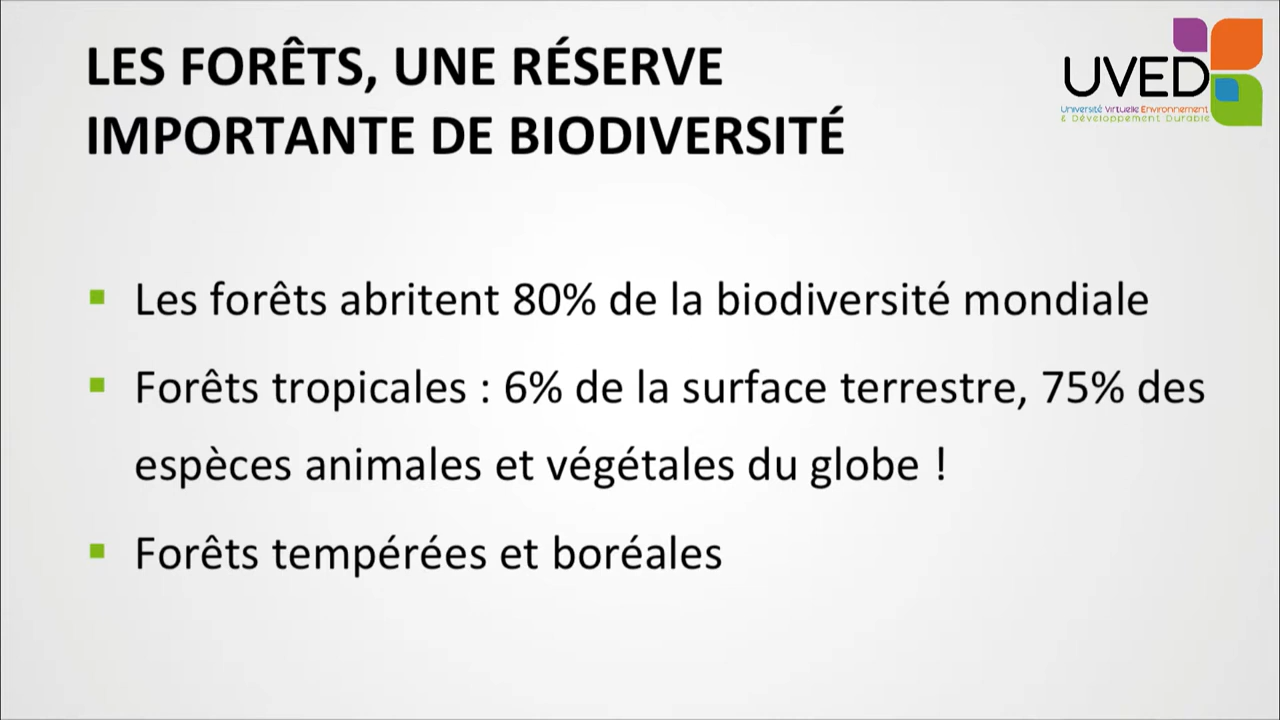 LES FORÊTS, UNE RÉSERVE
IMPORTANTE DE BIODIVERSITÉ
UVED
Université Virtuelle Environnement
& Développement Durable
Les forêts abritent 80% de la biodiversité mondiale
Forêts tropicales : 6% de la surface terrestre, 75% des
espèces animales et végétales du globe !
Forêts tempérées et boréales